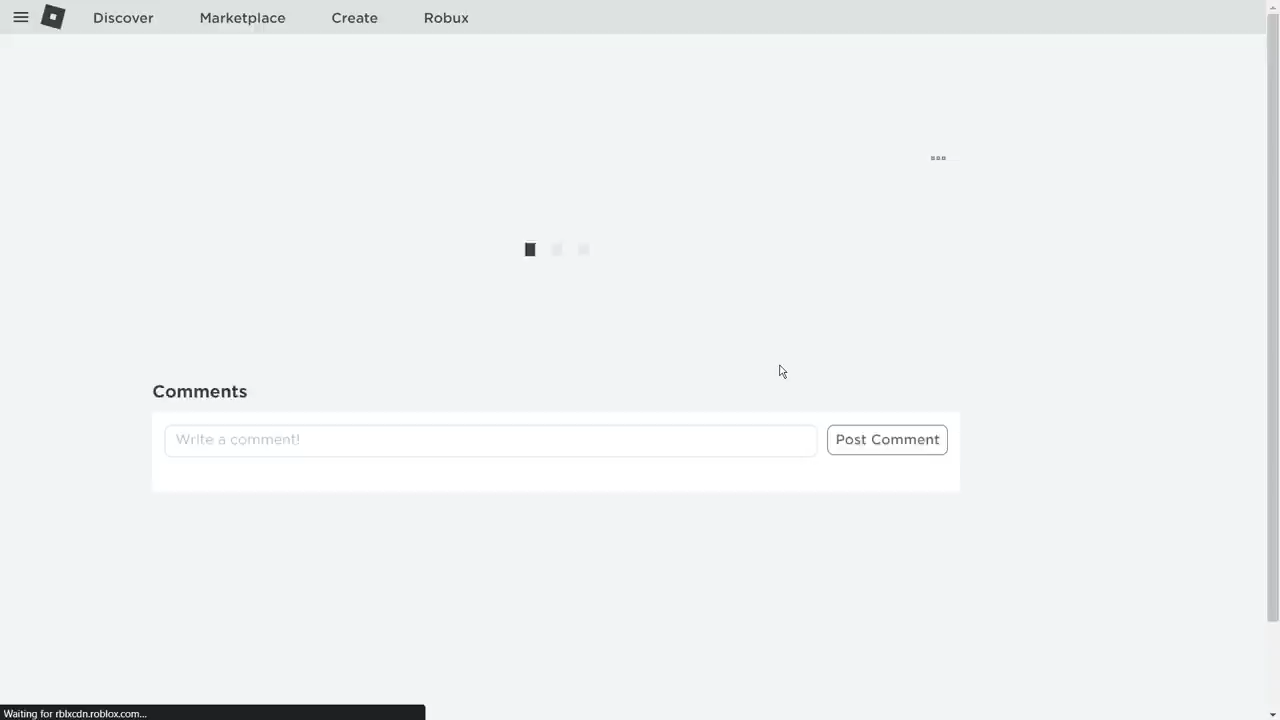 Discover Marketplace Create Robux
Comments
Write a comment! Post Comment
Waiting for rblxcdn.roblox.com...